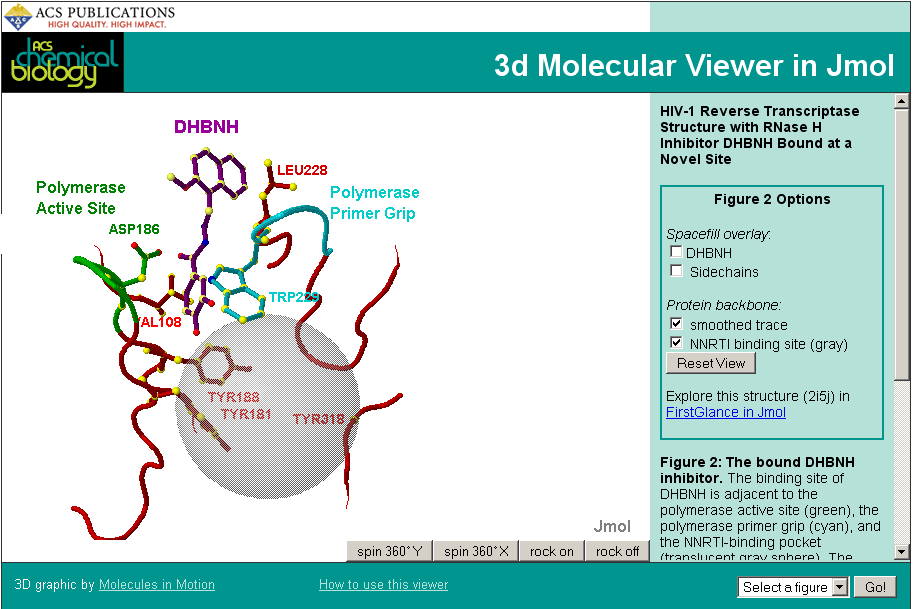 ACS PUBLICATIONS
HIGH QUALITY. HIGH IMPACT.
ACS
chemical
biology
3d Molecular Viewer in Jmol
DHBNH
LEU228
Polymerase
Active Site
Polymerase
Primer Grip
ASP186
TRP229
VAL108
TYR188
TYR181
TYR318
Jmol
spin 360°Y
spin 360°X
rock on
rock off
HIV-1 Reverse Transcriptase
Structure with RNase H
Inhibitor DHBNH Bound at a
Novel Site
Figure 2 Options
Spacefill overlay:
DHBNH
Sidechains
Protein backbone:
smoothed trace
NNRTI binding site (gray)
Reset View
Explore this structure (2i5j) in
FirstGlance in Jmol
Figure 2: The bound DHBNH
inhibitor. The binding site of
DHBNH is adjacent to the
polymerase active site (green), the
polymerase primer grip (cyan), and
the NNRTI-binding pocket
(translucent gray sphere). The
3D graphic by Molecules in Motion
How to use this viewer
Select a figure
Go!